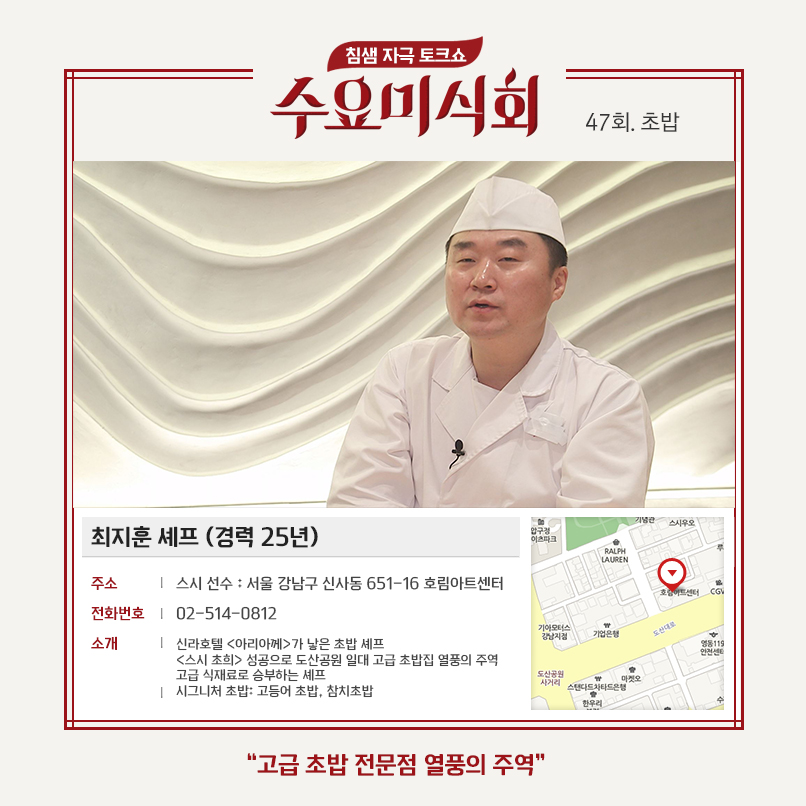 침샘 자극 토크쇼
수요미식회
47회. 초밥
최지훈 셰프 (경력 25년)
주소 | 스시 선수 : 서울 강남구 신사동 651-16 호림아트센터
전화번호 | 02-514-0812
소개 | 신라호텔 <아리아께>가 낳은 초밥 셰프
<스시 초희> 성공으로 도산공원 일대 고급 초밥집 열풍의 주역
고급 식재료로 승부하는 셰프
| 시그니처 초밥: 고등어 초밥, 참치초밥
기념관
스시우오
압구정
이츠파크
RALPH
LAUREN
루
호림아트센터
CGV
기아모터스
강남지점
기업은행
도산대로
영동119
안전센터
도산공원
사거리
마켓오
스탠다드차타드은행
한우리
수
“고급 초밥 전문점 열풍의 주역”